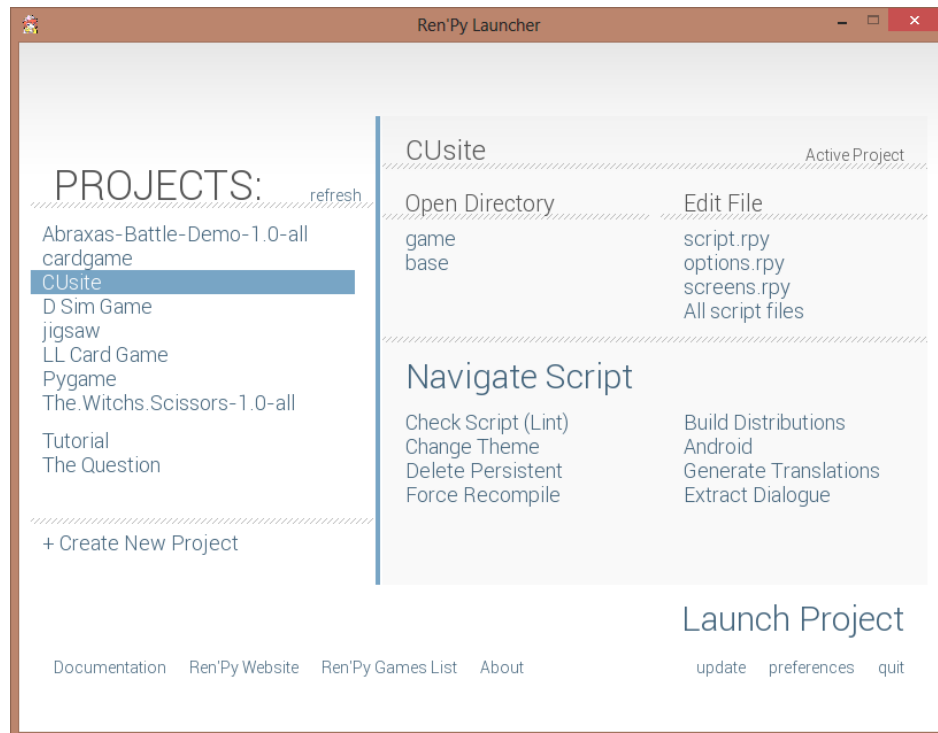 Ren'Py Launcher
PROJECTS:
refresh
Abraxas-Battle-Demo-1.0-all
cardgame
CUsite
D Sim Game
jigsaw
LL Card Game
Pygame
The.Witchs.Scissors-1.0-all
Tutorial
The Question
+ Create New Project
CUsite
Active Project
Open Directory
game
base
Edit File
script.rpy
options.rpy
screens.rpy
All script files
Navigate Script
Check Script (Lint)
Change Theme
Delete Persistent
Force Recompile
Build Distributions
Android
Generate Translations
Extract Dialogue
Launch Project
Documentation
Ren'Py Website
Ren'Py Games List
About
update
preferences
quit